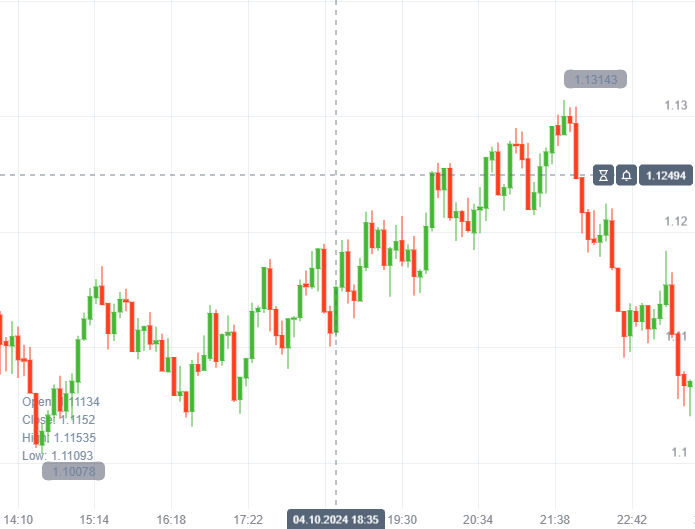 1.13143
1.13
1.12494
1.12
1.11
Open: 1.11134
Close: 1.1152
High: 1.11535
Low: 1.11093
1.1
1.10078
14:10 15:14 16:18 17:22 04.10.2024 18:35 19:30 20:34 21:38 22:42